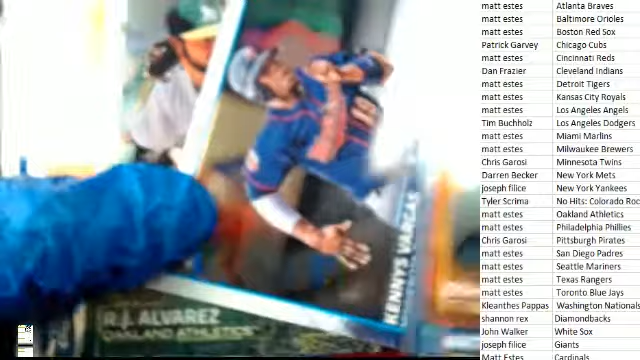 matt estes Atlanta Braves
matt estes Baltimore Orioles
matt estes Boston Red Sox
Patrick Garvey Chicago Cubs
matt estes Cincinnati Reds
Dan Frazier Cleveland Indians
matt estes Detroit Tigers
matt estes Kansas City Royals
matt estes Los Angeles Angels
Tim Buchholz Los Angeles Dodgers
matt estes Miami Marlins
matt estes Milwaukee Brewers
Chris Garosi Minnesota Twins
Darren Becker New York Mets
joseph filice New York Yankees
Tyler Scrima No Hits: Colorado Roc
matt estes Oakland Athletics
matt estes Philadelphia Phillies
Chris Garosi Pittsburgh Pirates
matt estes San Diego Padres
matt estes Seattle Mariners
matt estes Texas Rangers
matt estes Toronto Blue Jays
Kleanthes Pappas Washington Nationals
shannon rex Diamondbacks
John Walker White Sox
joseph filice Giants
Matt Estes Cardinals
KENNYS VARGAS
R.J. ALVAREZ
OAKLAND ATHLETICS